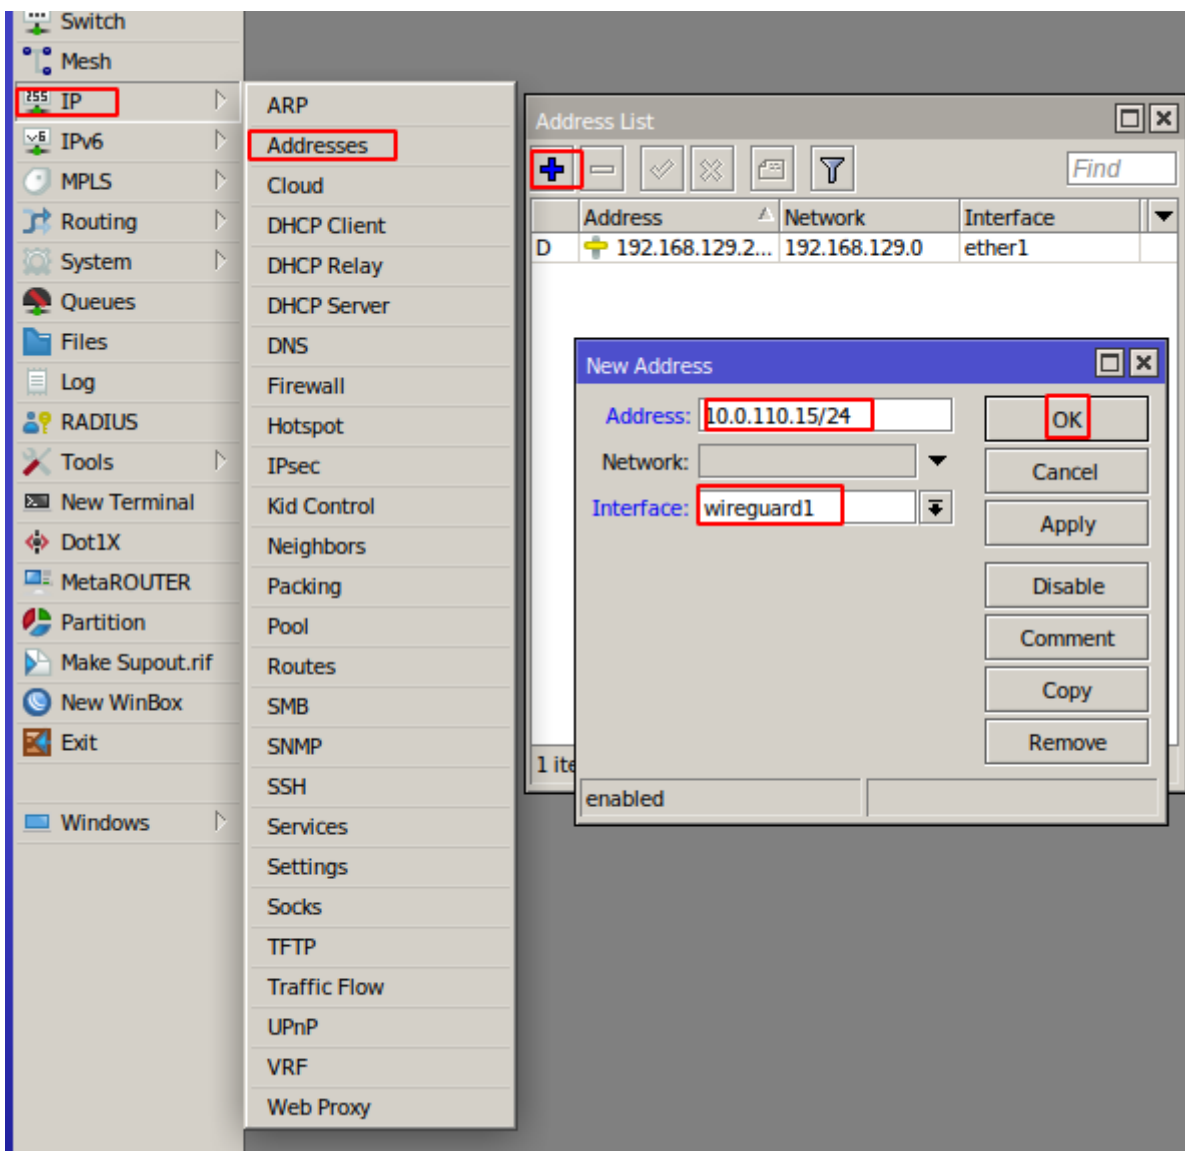 Switch
Mesh
255 IP
v6 IPv6
MPLS
Routing
System
Queues
Files
Log
RADIUS
Tools
New Terminal
Dot1X
MetaROUTER
Partition
Make Supout.rif
New WinBox
Exit
Windows
ARP
Addresses
Cloud
DHCP Client
DHCP Relay
DHCP Server
DNS
Firewall
Hotspot
IPsec
Kid Control
Neighbors
Packing
Pool
Routes
SMB
SNMP
SSH
Services
Settings
Socks
TFTP
Traffic Flow
UPnP
VRF
Web Proxy
Address List
Find
Address Network Interface
D 192.168.129.2... 192.168.129.0 ether1
1 ite
New Address
Address: 10.0.110.15/24
Network:
Interface: wireguard1
OK
Cancel
Apply
Disable
Comment
Copy
Remove
enabled